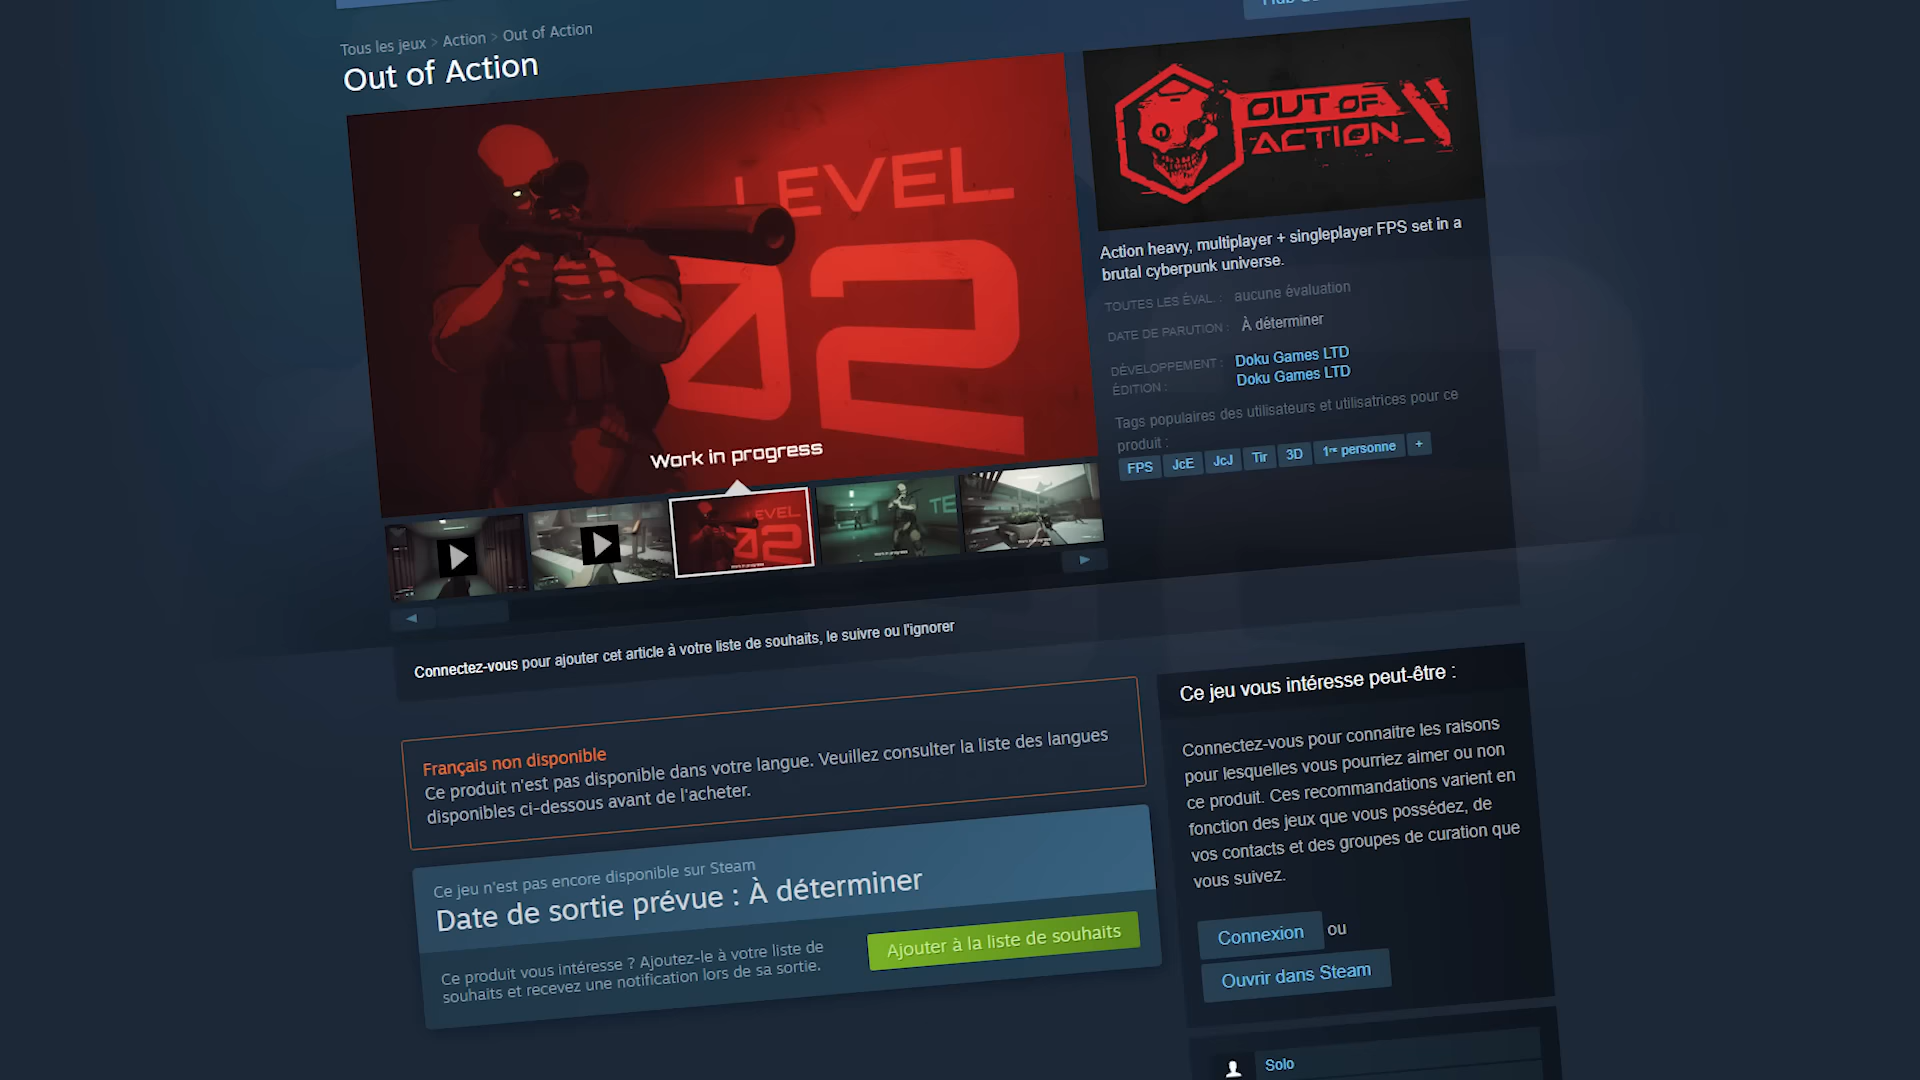 Tous les jeux > Action > Out of Action
Out of Action
LEVEL
02
Work in progress
LEVEL
02
TE
OUT OF
ACTION_
Action heavy, multiplayer + singleplayer FPS set in a
brutal cyberpunk universe.
TOUTES LES ÉVAL. : aucune évaluation
DATE DE PARUTION : À déterminer
DÉVELOPPEMENT : Doku Games LTD
ÉDITION : Doku Games LTD
Tags populaires des utilisateurs et utilisatrices pour ce
produit :
FPS JcE JcJ Tir 3D 1re personne +
Connectez-vous pour ajouter cet article à votre liste de souhaits, le suivre ou l'ignorer
Français non disponible
Ce produit n'est pas disponible dans votre langue. Veuillez consulter la liste des langues
disponibles ci-dessous avant de l'acheter.
Ce jeu n'est pas encore disponible sur Steam
Date de sortie prévue : À déterminer
Ce produit vous intéresse ? Ajoutez-le à votre liste de
souhaits et recevez une notification lors de sa sortie.
Ajouter à la liste de souhaits
Ce jeu vous intéresse peut-être :
Connectez-vous pour connaitre les raisons
pour lesquelles vous pourriez aimer ou non
ce produit. Ces recommandations varient en
fonction des jeux que vous possédez, de
vos contacts et des groupes de curation que
vous suivez.
Connexion ou
Ouvrir dans Steam
Solo